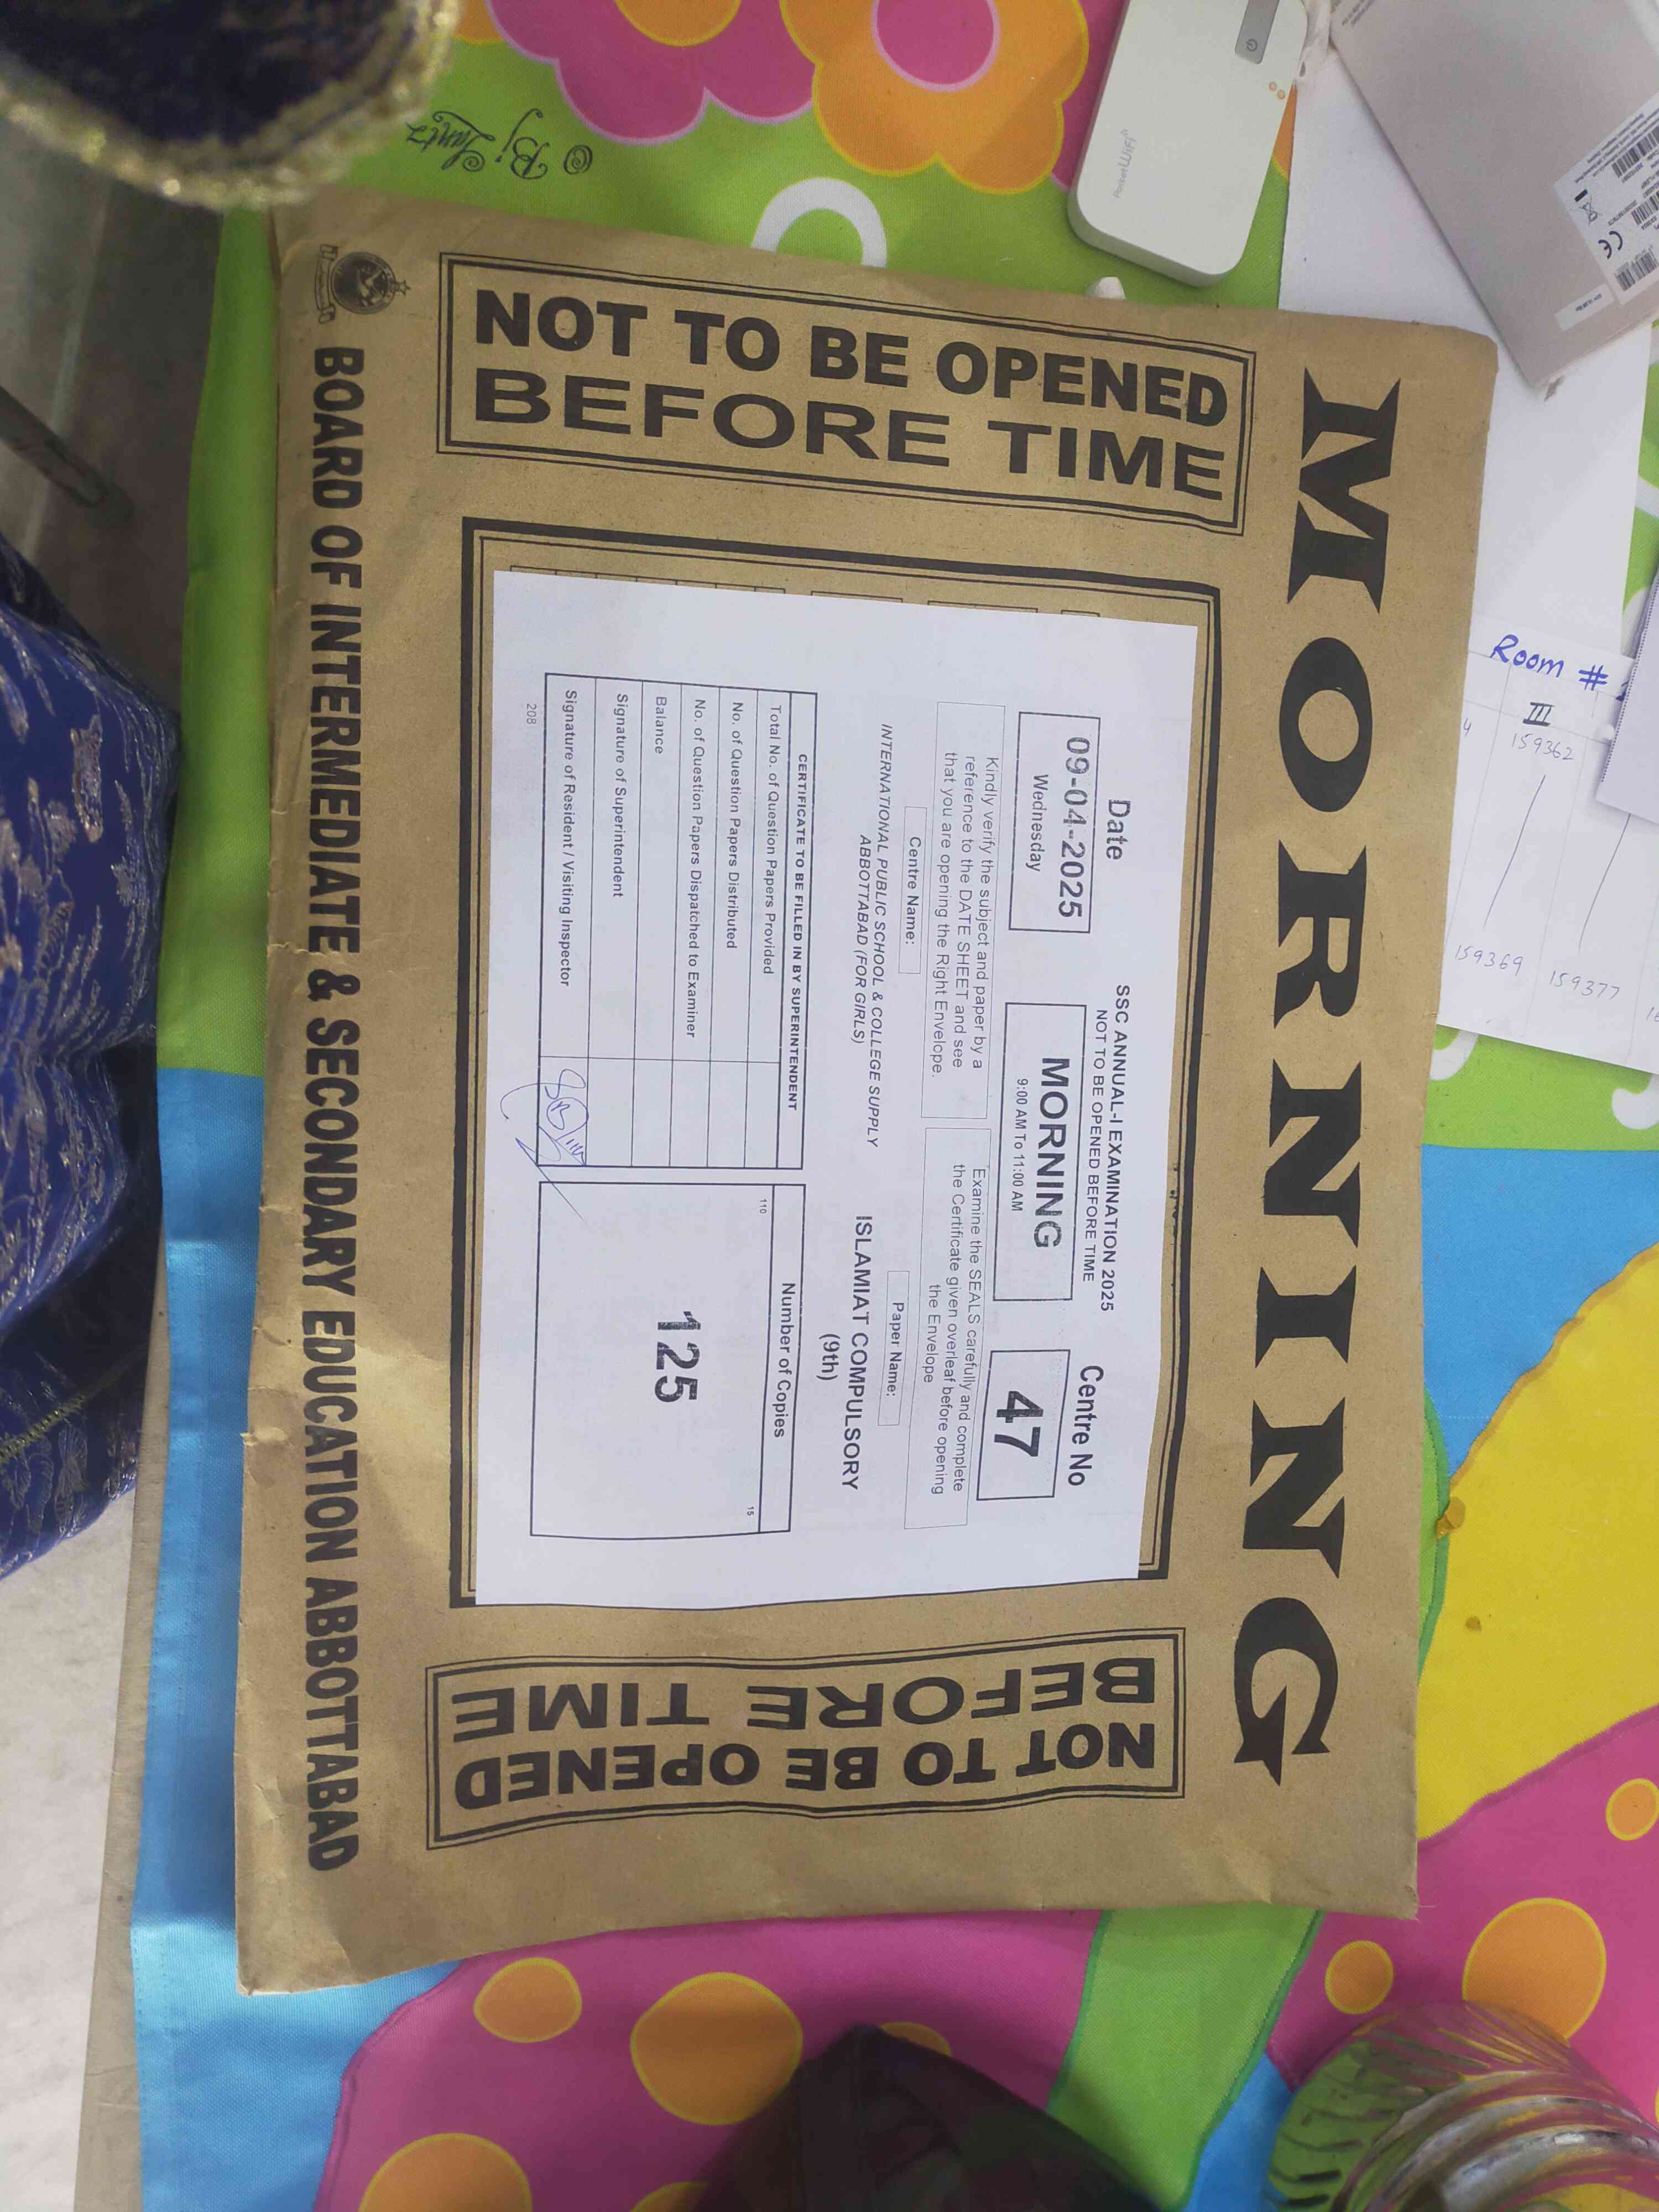 MORNING
NOT TO BE OPENED
BEFORE TIME
Date
09-04-2025
Wednesday
SSC ANNUAL-I EXAMINATION 2025
NOT TO BE OPENED BEFORE TIME
MORNING
9:00 AM To 11:00 AM
Centre No
47
Kindly verify the subject and paper by a
reference to the DATE SHEET and see
that you are opening the Right Envelope.
Examine the SEALS carefully and complete
the Certificate given overleaf before opening
the Envelope
Centre Name:
INTERNATIONAL PUBLIC SCHOOL & COLLEGE SUPPLY
ABBOTTABAD (FOR GIRLS)
Paper Name:
ISLAMIAT COMPULSORY
(9th)
CERTIFICATE TO BE FILLED IN BY SUPERINTENDENT
Total No. of Question Papers Provided
No. of Question Papers Distributed
No. of Question Papers Dispatched to Examiner
Balance
Signature of Superintendent
Signature of Resident / Visiting Inspector
208
Number of Copies
110
15
125
NOT TO BE OPENED
BEFORE TIME
BOARD OF INTERMEDIATE & SECONDARY EDUCATION ABBOTTABAD
Room #
III
159362
159369
159377
© Bj Lantz
CE